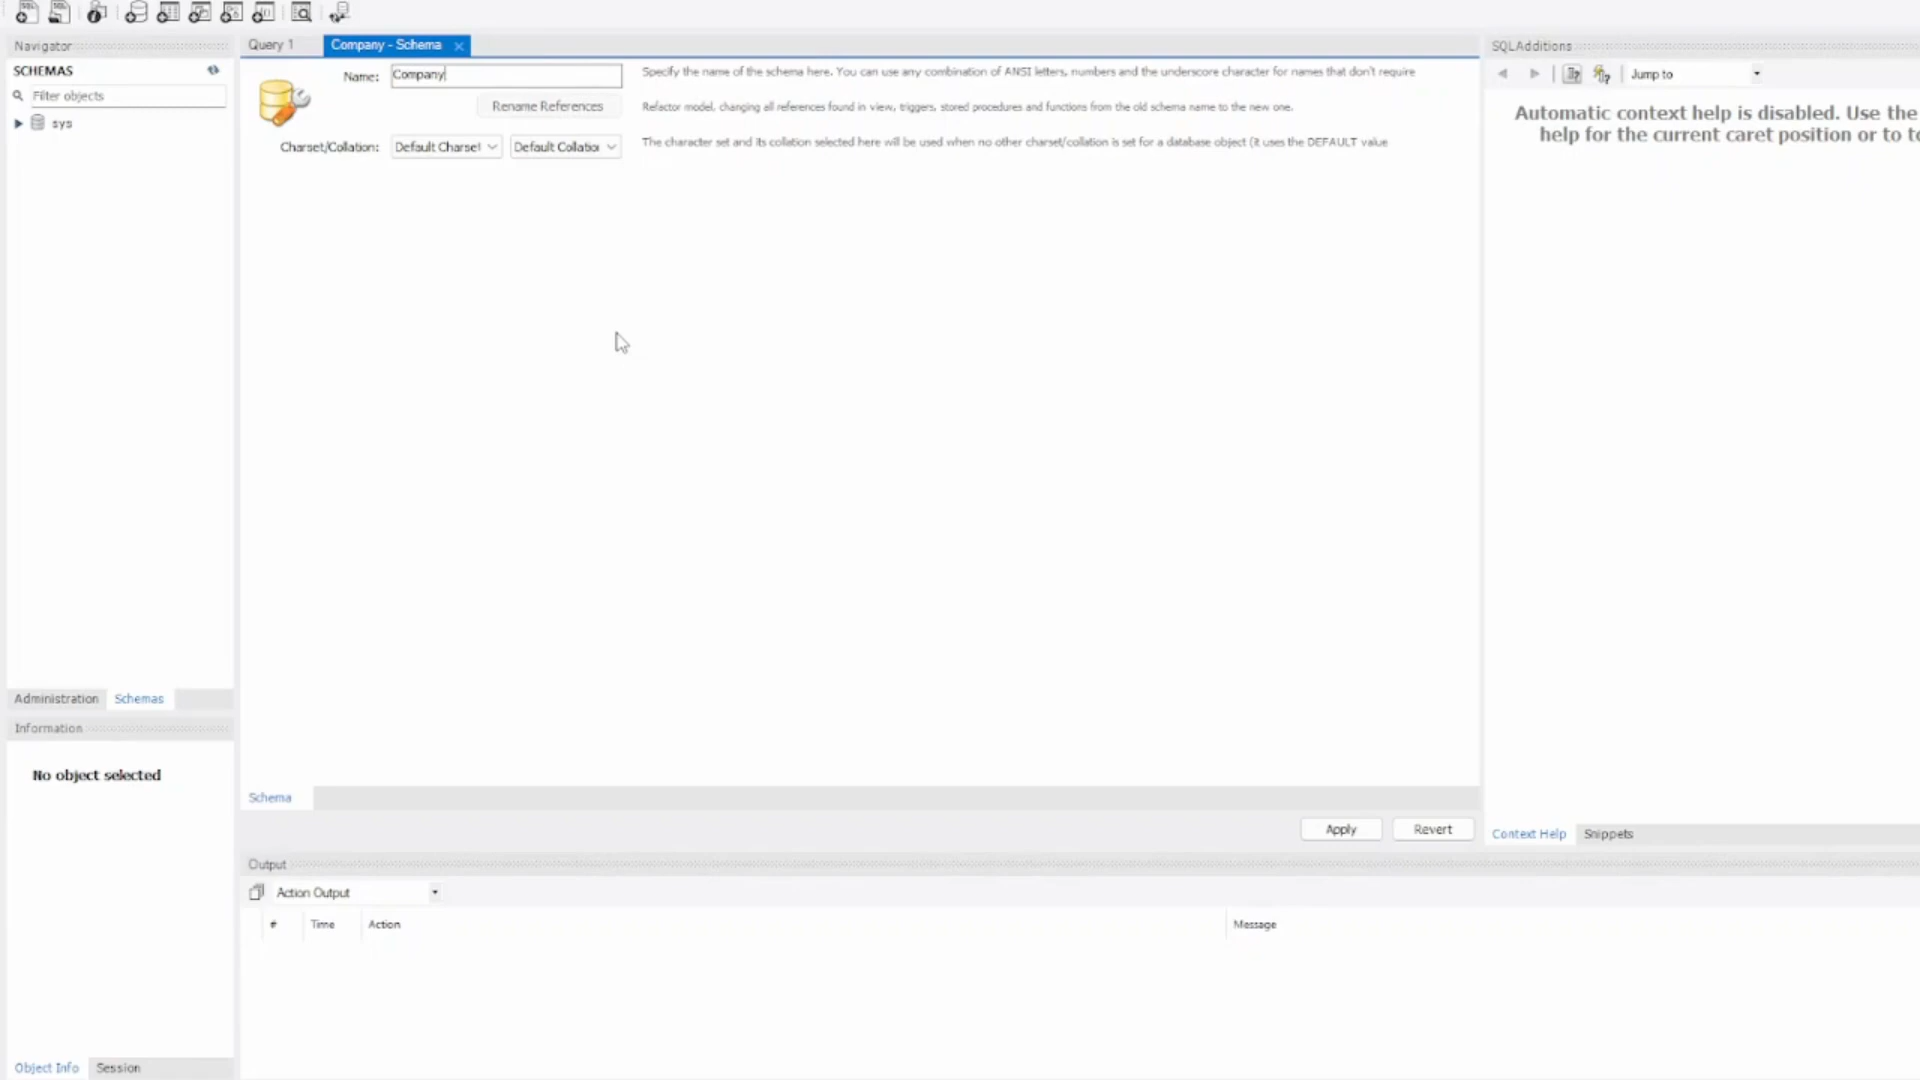 Navigator
SCHEMAS
Filter objects
sys
Administration
Schemas
Information
No object selected
Object Info
Session
Query 1
Company - Schema
Name:
Company
Specify the name of the schema here. You can use any combination of ANSI letters, numbers and the underscore character for names that don't require
Rename References
Refactor model, changing all references found in view, triggers, stored procedures and functions from the old schema name to the new one.
Charset/Collation:
Default Charset
Default Collation
The character set and its collation selected here will be used when no other charset/collation is set for a database object (it uses the DEFAULT value
Schema
Apply
Revert
Output
Action Output
#
Time
Action
Message
SQLAdditions
Jump to
Automatic context help is disabled. Use the
help for the current caret position or to to
Context Help
Snippets